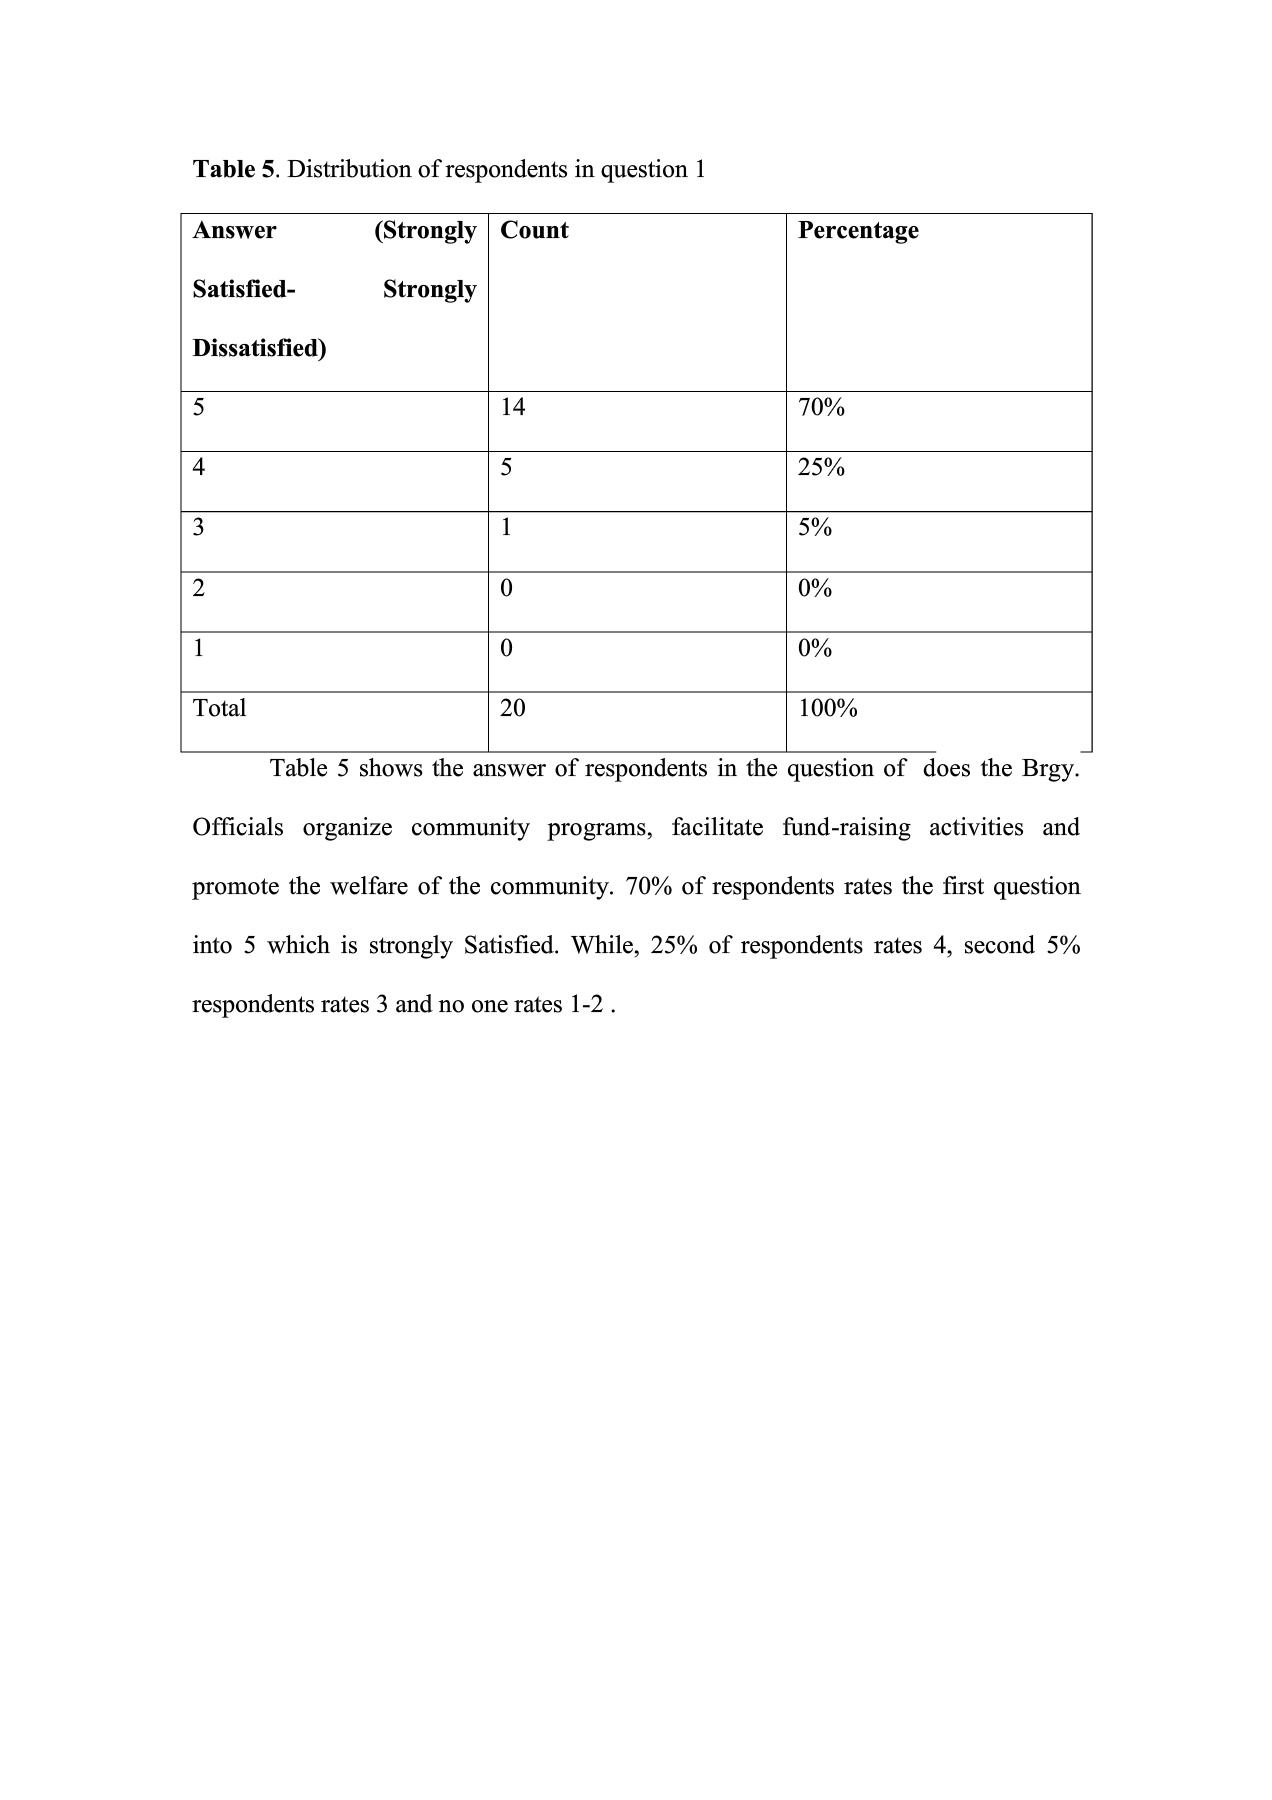 Table 5. Distribution of respondents in question 1
Answer (Strongly Satisfied- Strongly Dissatisfied) Count Percentage
5 14 70%
4 5 25%
3 1 5%
2 0 0%
1 0 0%
Total 20 100%
Table 5 shows the answer of respondents in the question of does the Brgy.
Officials organize community programs, facilitate fund-raising activities and
promote the welfare of the community. 70% of respondents rates the first question
into 5 which is strongly Satisfied. While, 25% of respondents rates 4, second 5%
respondents rates 3 and no one rates 1-2 .